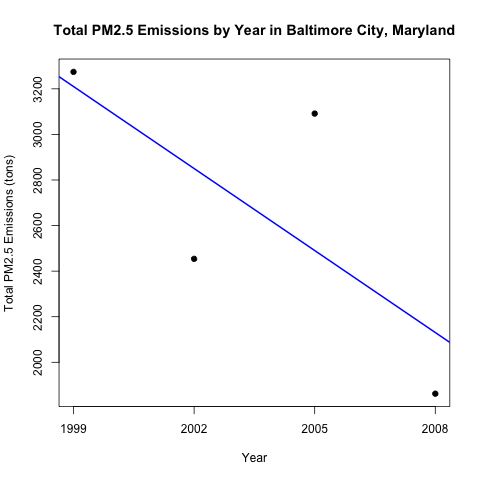 Total PM2.5 Emissions by Year in Baltimore City, Maryland
Total PM2.5 Emissions (tons)
3200
3000
2800
2600
2400
2200
2000
1999 2002 2005 2008
Year